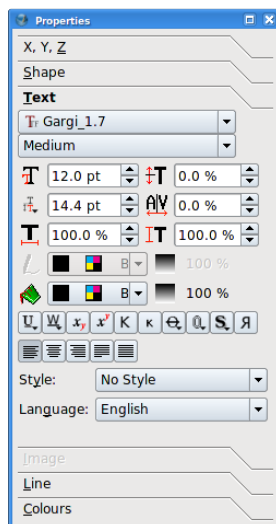 Properties
X, Y, Z
Shape
Text
Gargi_1.7
Medium
12.0 pt 0.0 %
14.4 pt 0.0 %
100.0 % 100.0 %
B 100 %
B 100 %
U W x y x y K K O O S Я
Style: No Style
Language: English
Image
Line
Colours